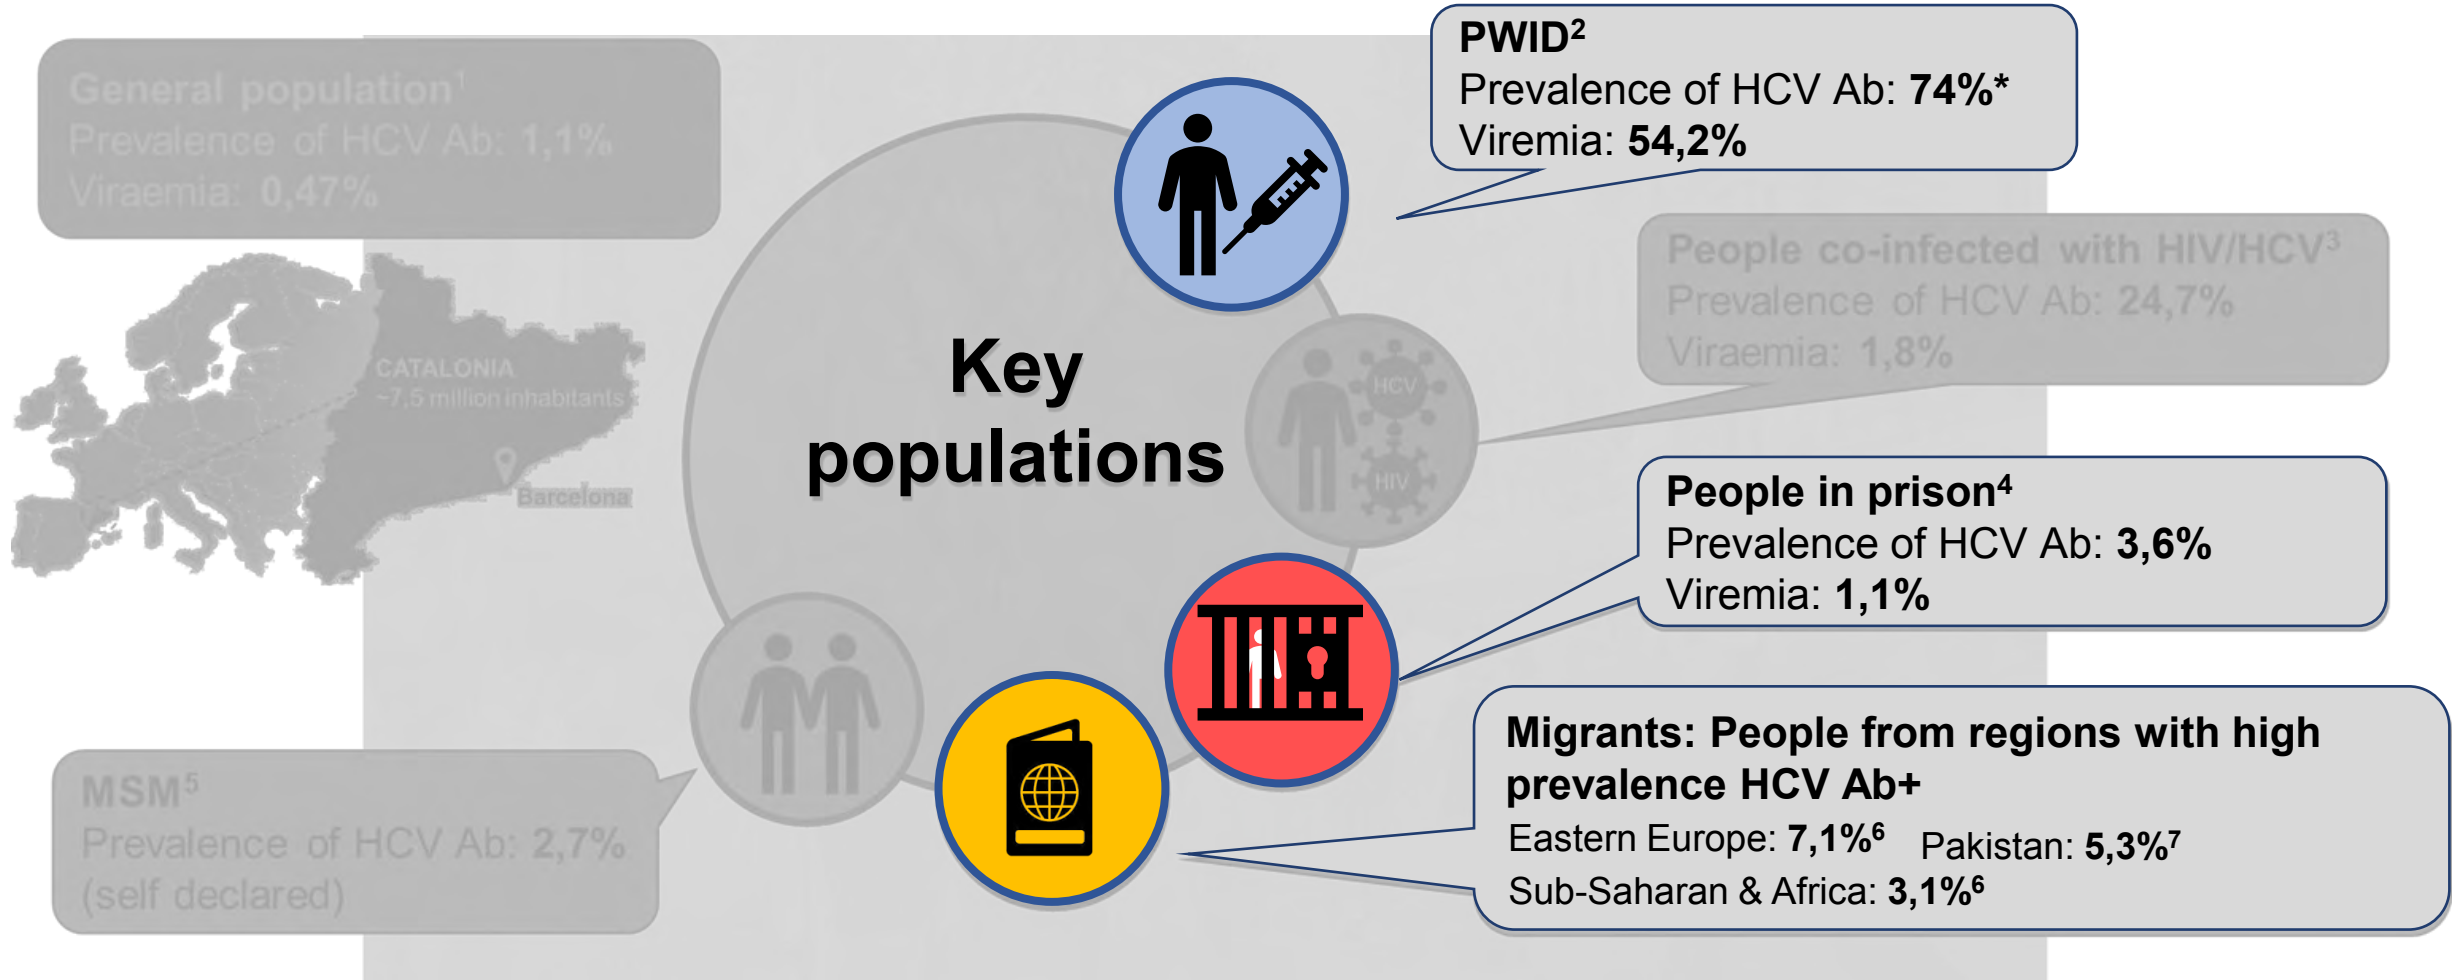 General population¹
Prevalence of HCV Ab: 1,1%
Viraemia: 0,47%
CATALONIA
~7,5 million inhabitants
Barcelona
Key
populations
PWID²
Prevalence of HCV Ab: 74%*
Viremia: 54,2%
People co-infected with HIV/HCV³
Prevalence of HCV Ab: 24,7%
Viraemia: 1,8%
HCV
HIV
People in prison⁴
Prevalence of HCV Ab: 3,6%
Viremia: 1,1%
Migrants: People from regions with high
prevalence HCV Ab+
Eastern Europe: 7,1%⁶ Pakistan: 5,3%⁷
Sub-Saharan & Africa: 3,1%⁶
MSM⁵
Prevalence of HCV Ab: 2,7%
(self declared)